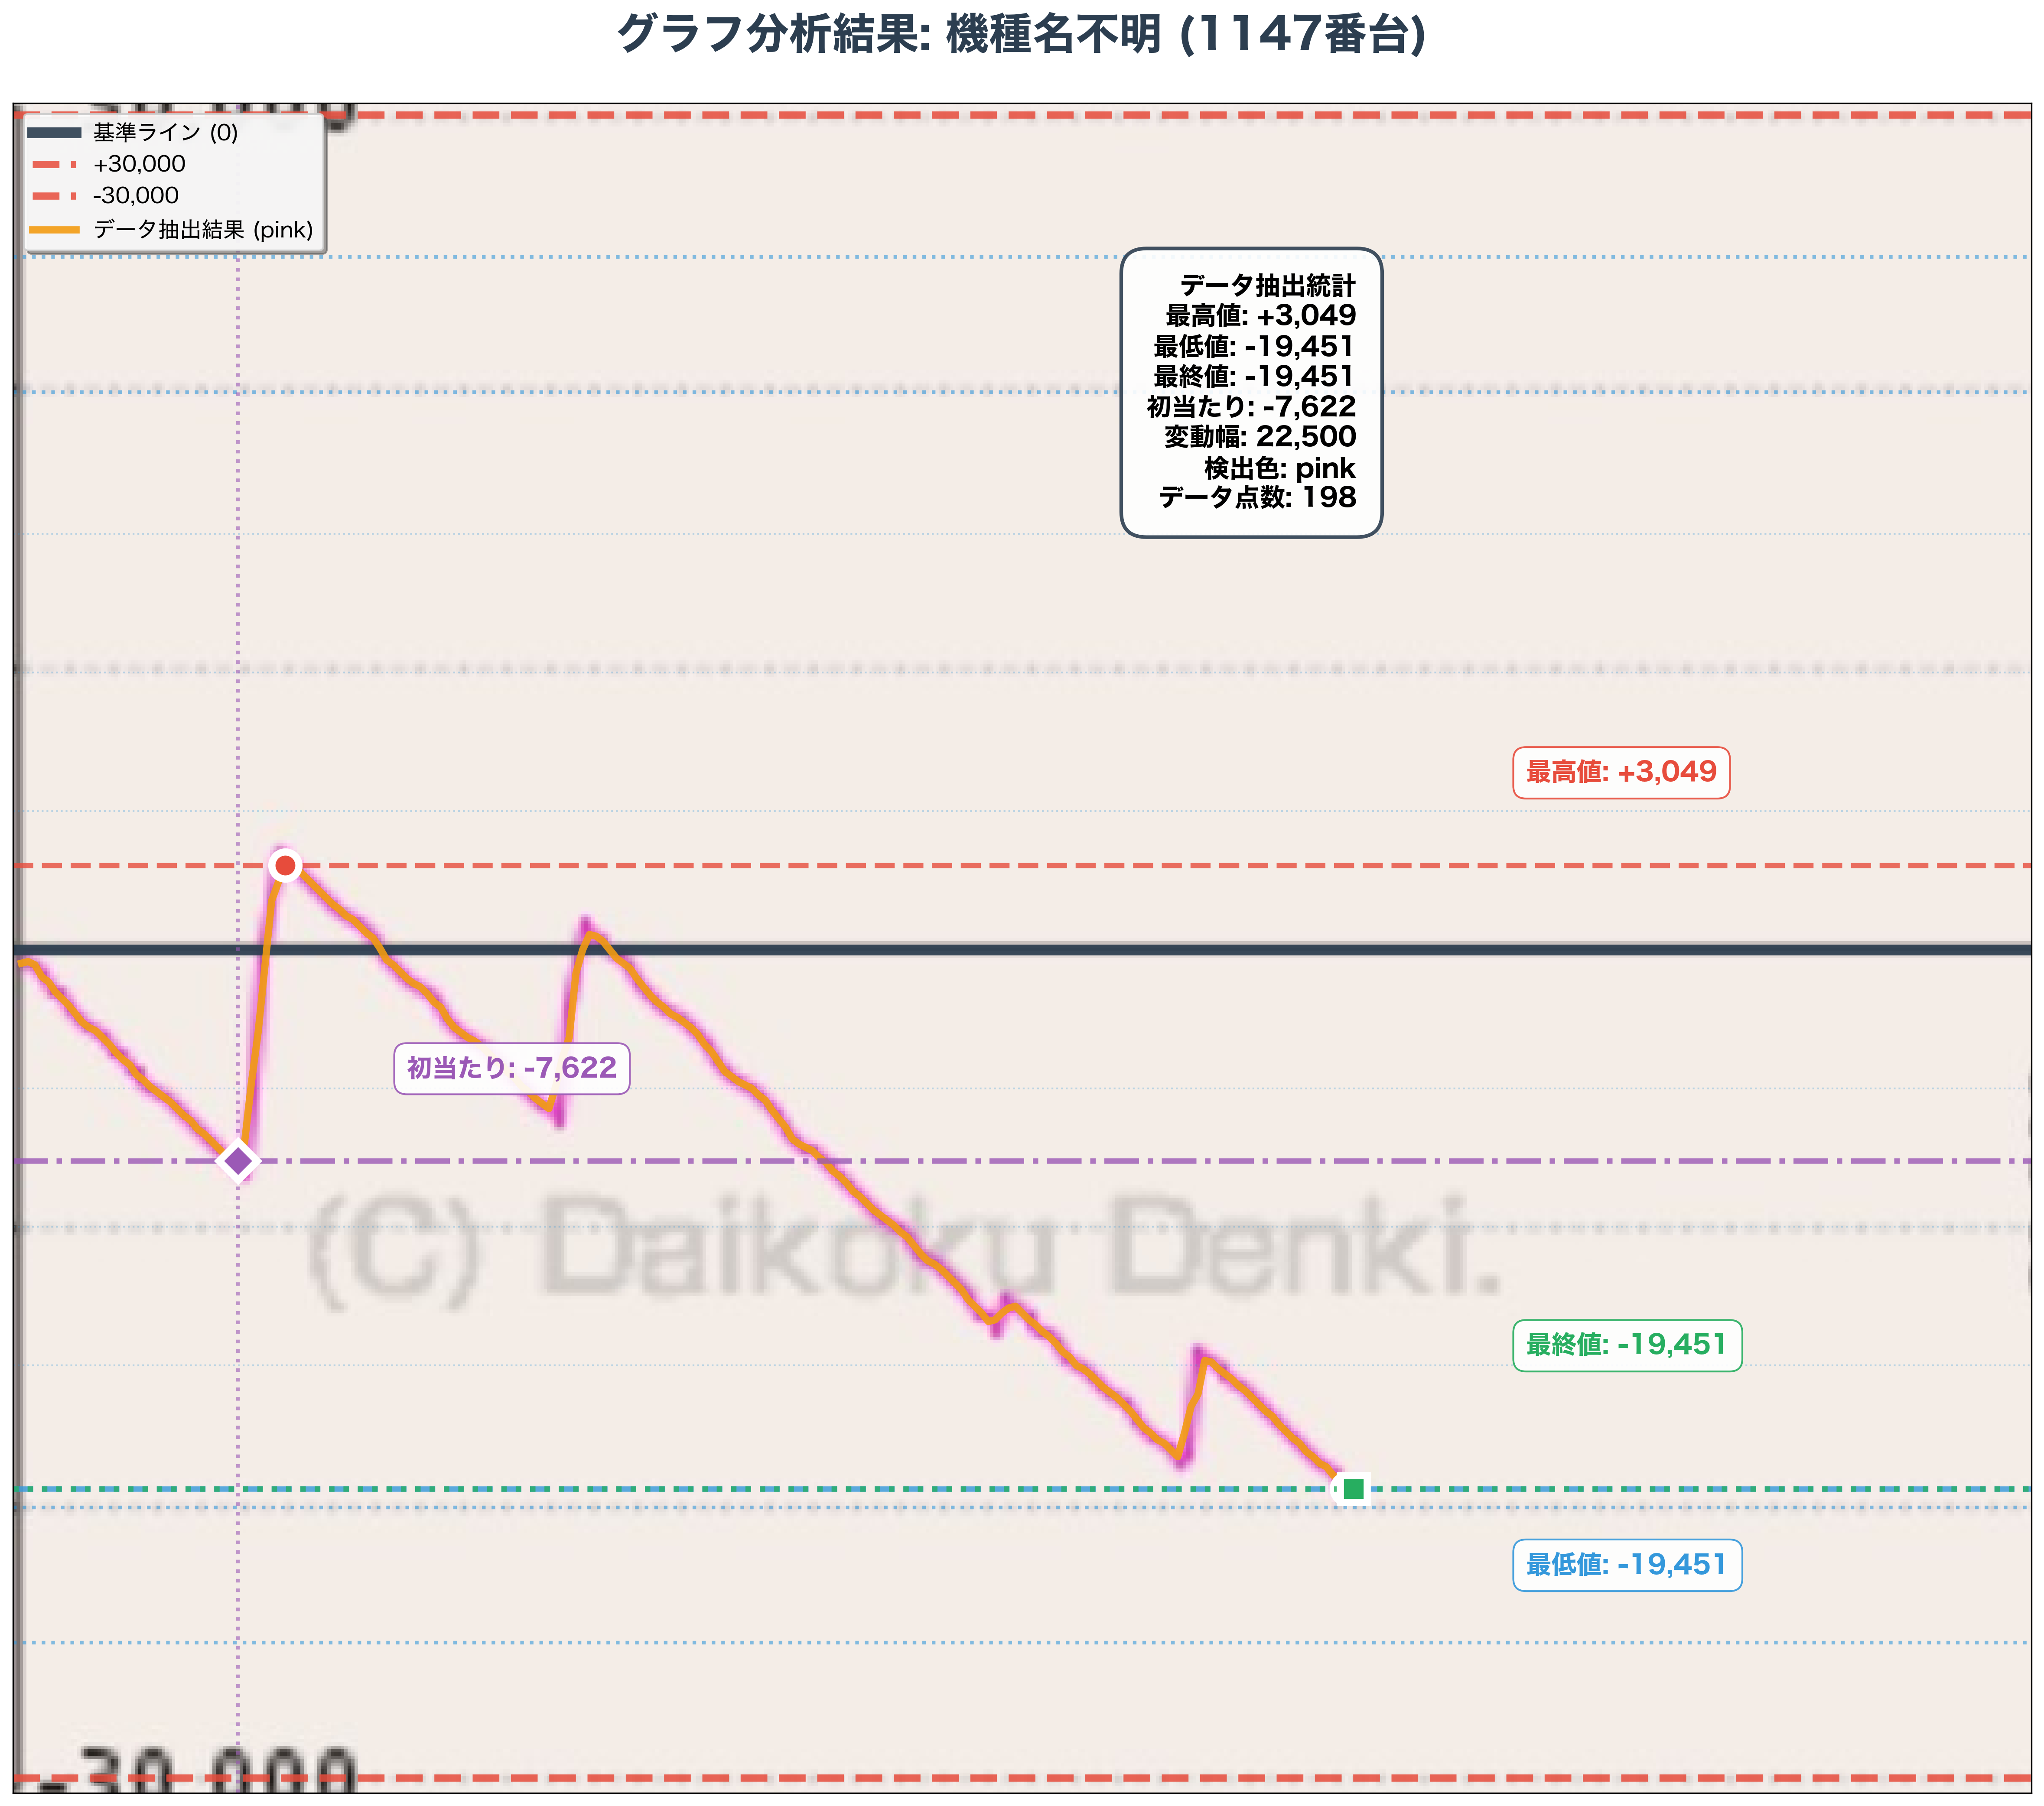 グラフ分析結果: 機種名不明 (1147番台)
基準ライン (0)
+30,000
-30,000
データ抽出結果 (pink)
データ抽出統計
最高値: +3,049
最低値: -19,451
最終値: -19,451
初当たり: -7,622
変動幅: 22,500
検出色: pink
データ点数: 198
最高値: +3,049
初当たり: -7,622
(C) Daikoku Denki.
最終値: -19,451
最低値: -19,451
-30,000